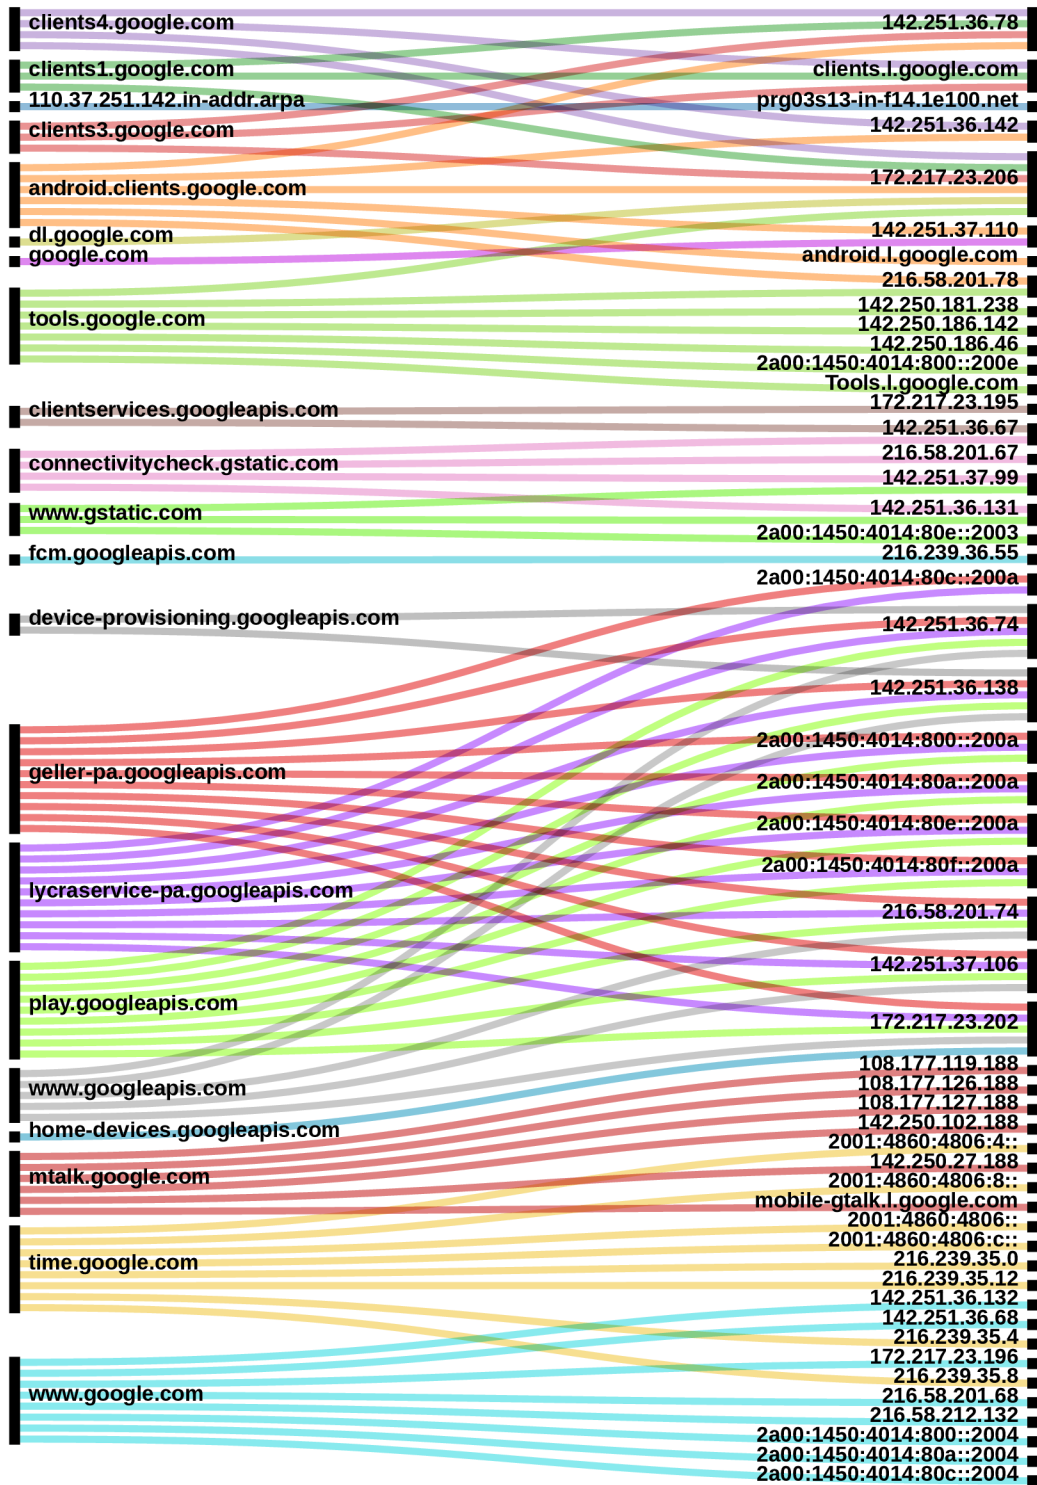 clients4.google.com
clients1.google.com
110.37.251.142.in-addr.arpa
clients3.google.com
android.clients.google.com
dl.google.com
google.com
tools.google.com
clientservices.googleapis.com
connectivitycheck.gstatic.com
www.gstatic.com
fcm.googleapis.com
device-provisioning.googleapis.com
geller-pa.googleapis.com
lycraservice-pa.googleapis.com
play.googleapis.com
www.googleapis.com
home-devices.googleapis.com
mtalk.google.com
time.google.com
www.google.com
142.251.36.78
clients.l.google.com
prg03s13-in-f14.1e100.net
142.251.36.142
172.217.23.206
142.251.37.110
android.l.google.com
216.58.201.78
142.250.181.238
142.250.186.142
142.250.186.46
2a00:1450:4014:800::200e
Tools.l.google.com
172.217.23.195
142.251.36.67
216.58.201.67
142.251.37.99
142.251.36.131
2a00:1450:4014:80e::2003
216.239.36.55
2a00:1450:4014:80c::200a
142.251.36.74
142.251.36.138
2a00:1450:4014:800::200a
2a00:1450:4014:80a::200a
2a00:1450:4014:80e::200a
2a00:1450:4014:80f::200a
216.58.201.74
142.251.37.106
172.217.23.202
108.177.119.188
108.177.126.188
108.177.127.188
142.250.102.188
2001:4860:4806:4::
142.250.27.188
2001:4860:4806:8::
mobile-gtalk.l.google.com
2001:4860:4806::
2001:4860:4806:c::
216.239.35.0
216.239.35.12
142.251.36.132
142.251.36.68
216.239.35.4
172.217.23.196
216.239.35.8
216.58.201.68
216.58.212.132
2a00:1450:4014:800::2004
2a00:1450:4014:80a::2004
2a00:1450:4014:80c::2004